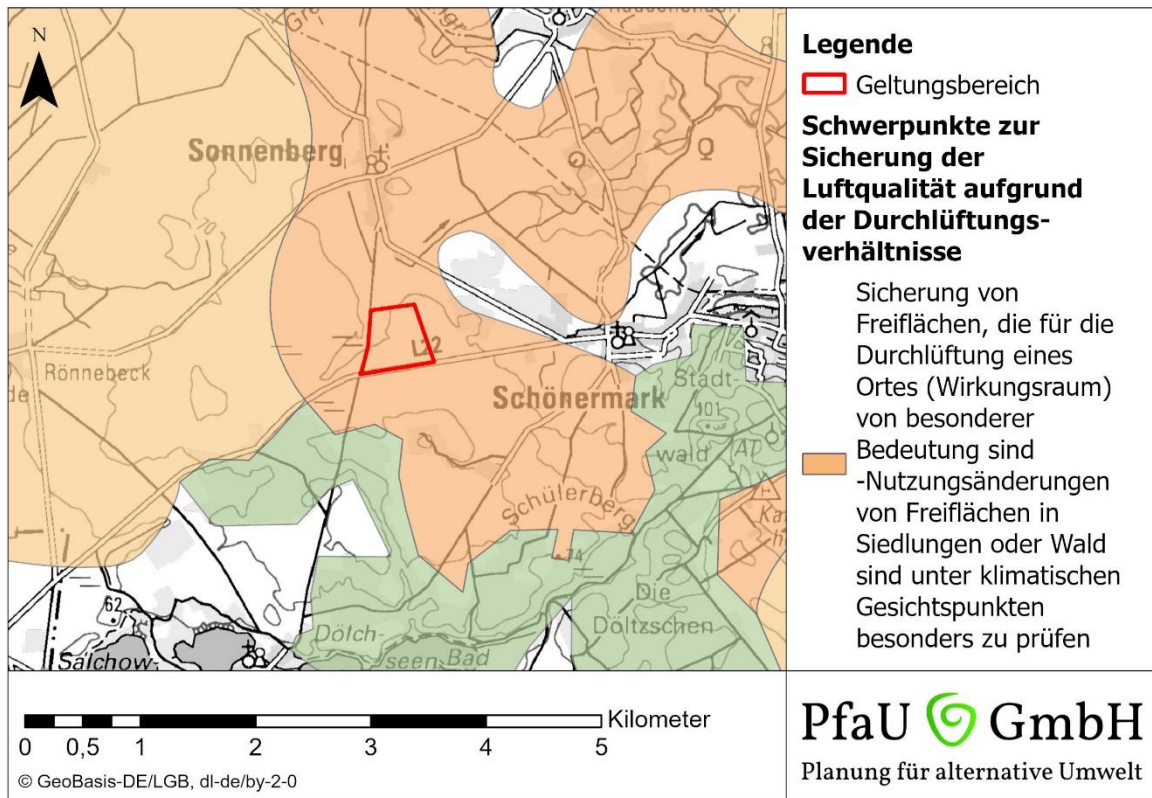 N
Sonnenberg
Rönnebeck
L22
Schönermark
Stadt-
101
wald
Schülerberg
74
Die
Döltzschen
62
Dölch-
Salchow-
seen Bad
0 0,5 1 2 3 4 5 Kilometer
© GeoBasis-DE/LGB, dl-de/by-2-0
Legende
Geltungsbereich
Schwerpunkte zur
Sicherung der
Luftqualität aufgrund
der Durchlüftungs-
verhältnisse
Sicherung von
Freiflächen, die für die
Durchlüftung eines
Ortes (Wirkungsraum)
von besonderer
Bedeutung sind
-Nutzungsänderungen
von Freiflächen in
Siedlungen oder Wald
sind unter klimatischen
Gesichtspunkten
besonders zu prüfen
PfaU GmbH
Planung für alternative Umwelt